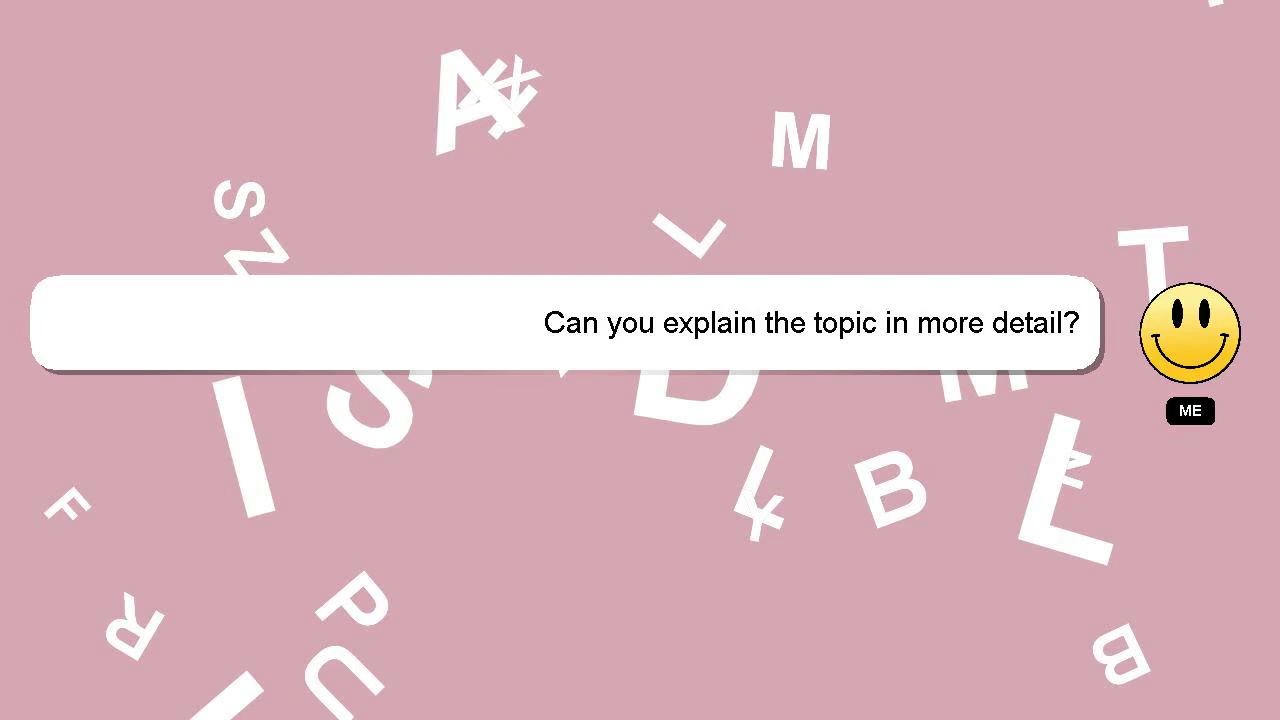 A
K
X
M
S
L
Z
T
Can you explain the topic in more detail?
ME
I
S
D
M
L
N
L
Y
B
F
P
R
U
B